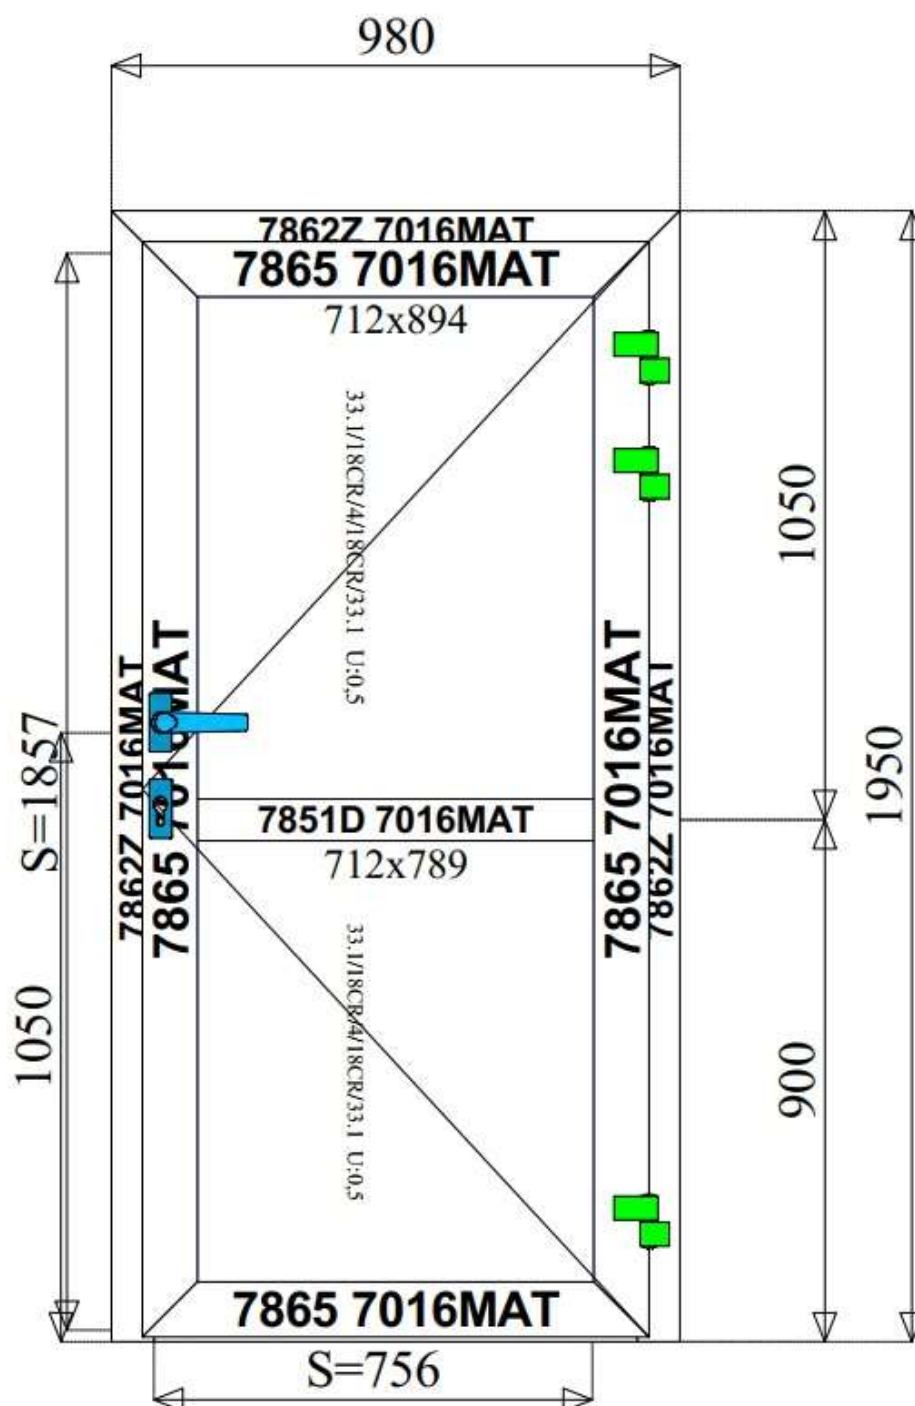 980
7862Z 7016MAT
7865 7016MAT
712x894
33.1/18CR/4/18CR/33.1 U:0,5
1050
S=1857
7862Z 7016MAT
7865 7016MAT
7865 7016MAT
7862Z 7016MAT
1950
7851D 7016MAT
712x789
33.1/18CR/4/18CR/33.1 U:0,5
1050
900
7865 7016MAT
S=756